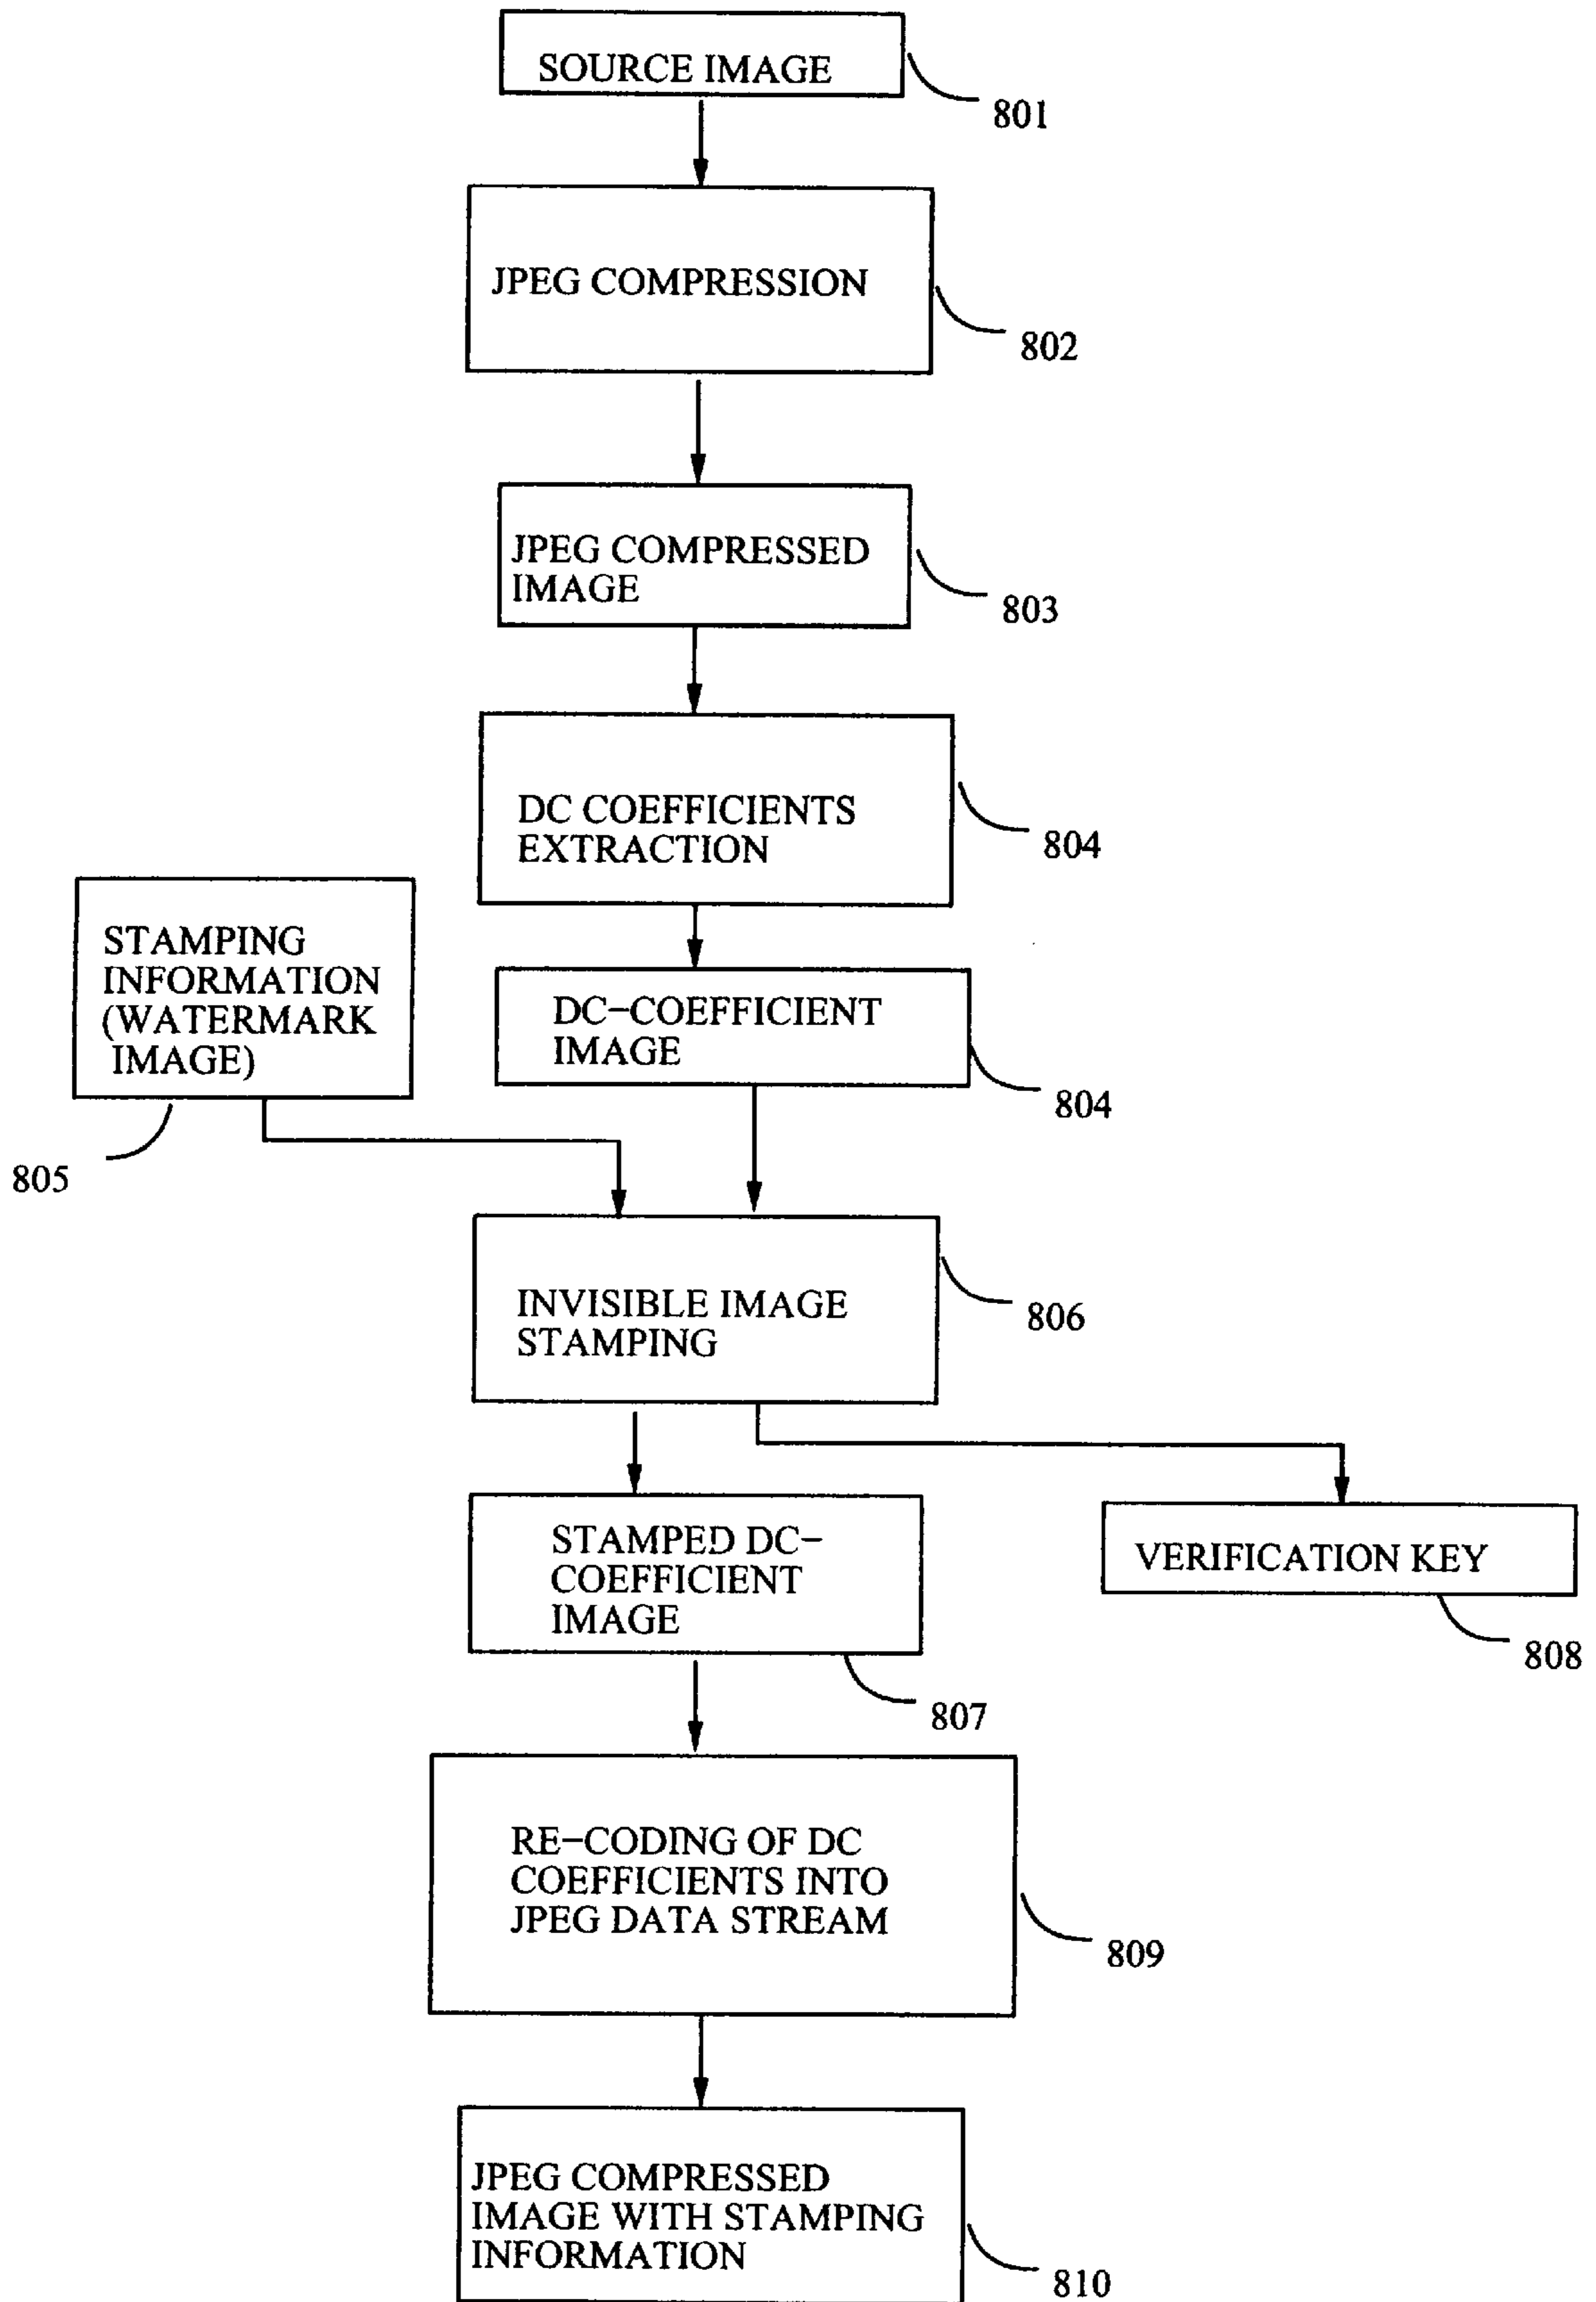 SOURCE IMAGE
801
JPEG COMPRESSION
802
JPEG COMPRESSED
IMAGE
803
DC COEFFICIENTS
EXTRACTION
804
STAMPING
INFORMATION
(WATERMARK
IMAGE)
805
DC-COEFFICIENT
IMAGE
804
INVISIBLE IMAGE
STAMPING
806
STAMPED DC-
COEFFICIENT
IMAGE
807
VERIFICATION KEY
808
RE-CODING OF DC
COEFFICIENTS INTO
JPEG DATA STREAM
809
JPEG COMPRESSED
IMAGE WITH STAMPING
INFORMATION
810